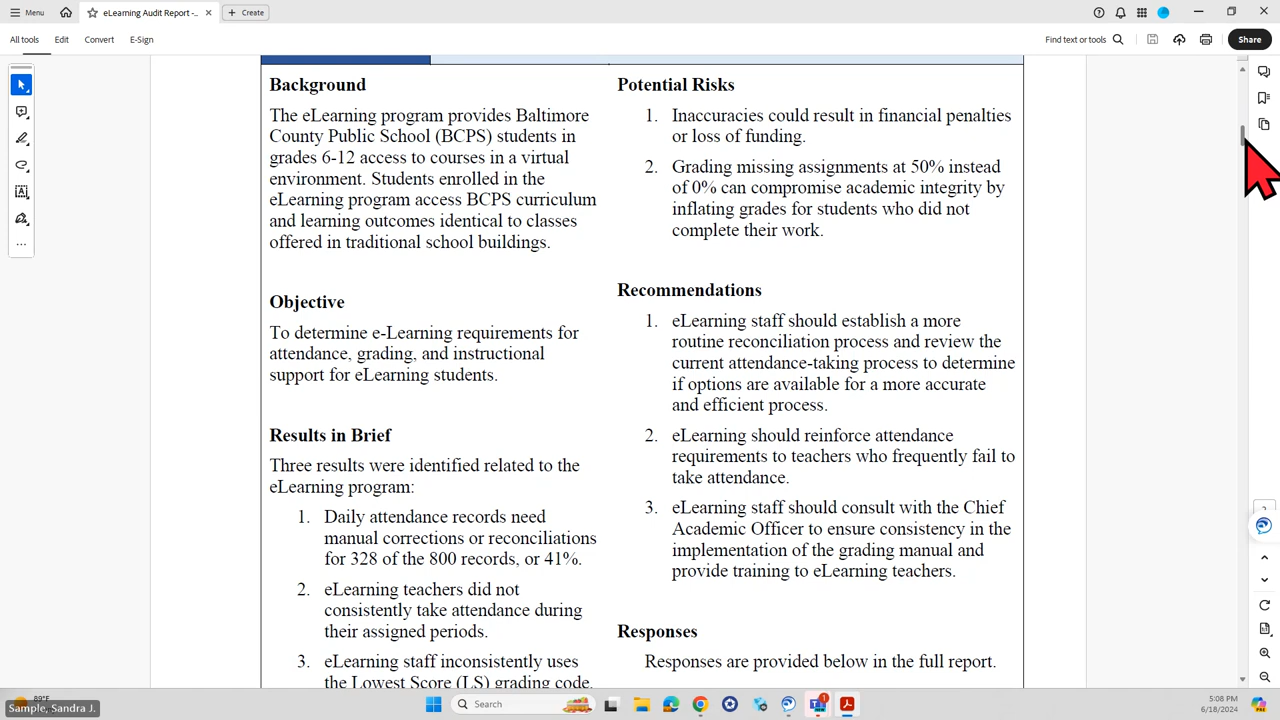 Menu
eLearning Audit Report -..
Create
All tools
Edit
Convert
E-Sign
Find text or tools
Share
Background
The eLearning program provides Baltimore
County Public School (BCPS) students in
grades 6-12 access to courses in a virtual
environment. Students enrolled in the
eLearning program access BCPS curriculum
and learning outcomes identical to classes
offered in traditional school buildings.
Objective
To determine e-Learning requirements for
attendance, grading, and instructional
support for eLearning students.
Results in Brief
Three results were identified related to the
eLearning program:
1. Daily attendance records need
manual corrections or reconciliations
for 328 of the 800 records, or 41%.
2. eLearning teachers did not
consistently take attendance during
their assigned periods.
3. eLearning staff inconsistently uses
the Lowest Score (LS) grading code.
Potential Risks
1. Inaccuracies could result in financial penalties
or loss of funding.
2. Grading missing assignments at 50% instead
of 0% can compromise academic integrity by
inflating grades for students who did not
complete their work.
Recommendations
1. eLearning staff should establish a more
routine reconciliation process and review the
current attendance-taking process to determine
if options are available for a more accurate
and efficient process.
2. eLearning should reinforce attendance
requirements to teachers who frequently fail to
take attendance.
3. eLearning staff should consult with the Chief
Academic Officer to ensure consistency in the
implementation of the grading manual and
provide training to eLearning teachers.
Responses
Responses are provided below in the full report.
89°F
Sample, Sandra J.
Search
1
5:08 PM
6/18/2024